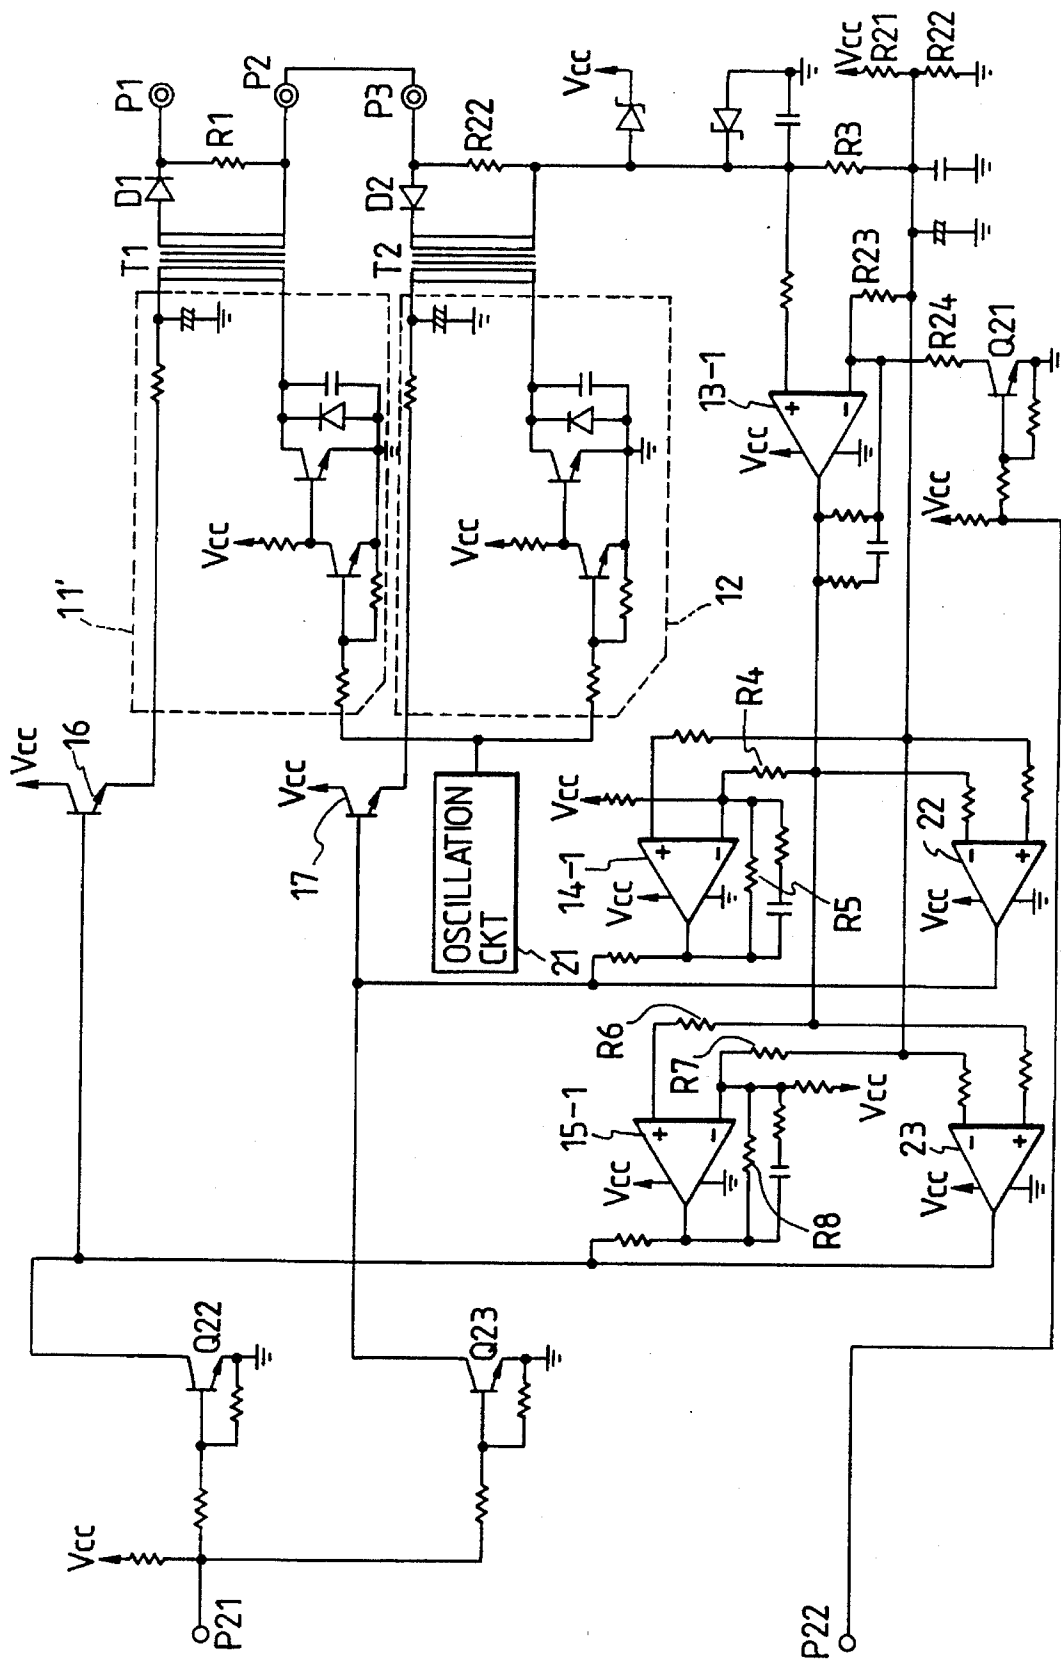 P1
P2
P3
D1
R1
D2
R22
T1
T2
11'
12
Vcc
Vcc
Vcc
16
Vcc
17
OSCILLATION
CKT
21
Vcc
Vcc
R21
R22
R3
R23
R24
Q21
13-1
+
-
Vcc
Vcc
R4
Vcc
14-1
+
-
Vcc
R5
22
-
+
Vcc
R6
R7
15-1
+
-
Vcc
Vcc
R8
23
-
+
Vcc
Q22
Q23
Vcc
P21
P22